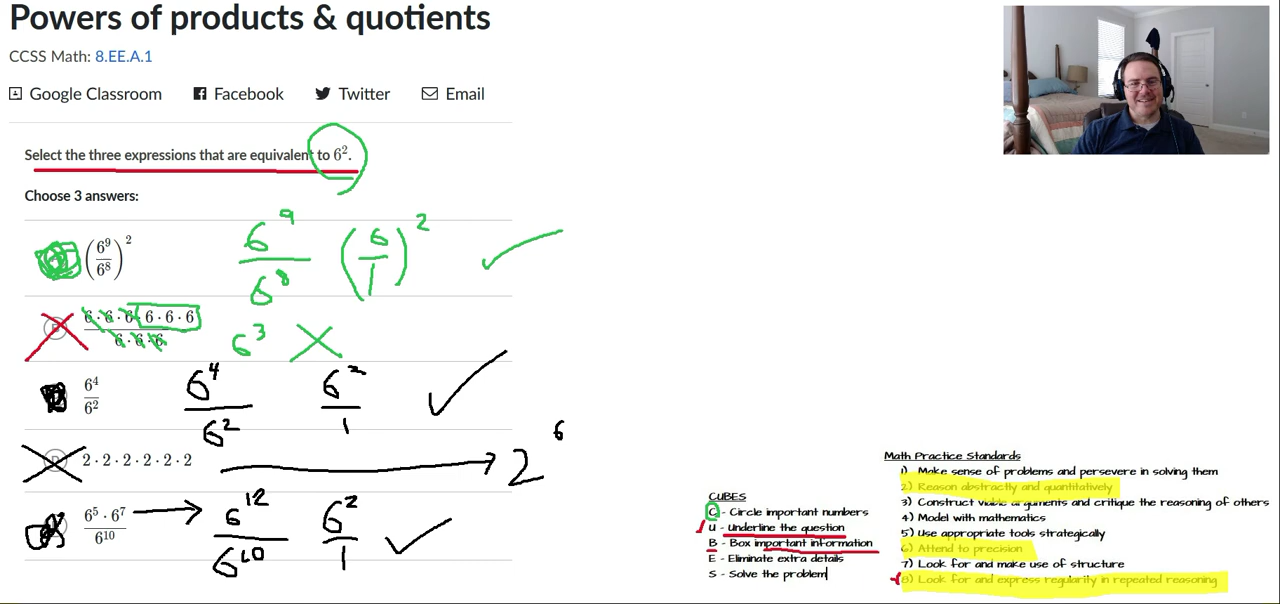 Powers of products & quotients
CCSS Math: 8.EE.A.1
Google Classroom Facebook Twitter Email
Select the three expressions that are equivalent to 6².
Choose 3 answers:
(6⁹/6⁸)² 6⁹/6⁸ (6/1)²
6·6·6·6·6·6/6·6·6 6³
6⁴/6² 6⁴/6² 6²/1
2·2·2·2·2·2 2⁶
6⁵·6⁷/6¹⁰ 6¹²/6¹⁰ 6²/1
CUBES
C - Circle important numbers
U - Underline the question
B - Box important information
E - Eliminate extra details
S - Solve the problem
Math Practice Standards
1) Make sense of problems and persevere in solving them
2) Reason abstractly and quantitatively
3) Construct viable arguments and critique the reasoning of others
4) Model with mathematics
5) Use appropriate tools strategically
6) Attend to precision
7) Look for and make use of structure
8) Look for and express regularity in repeated reasoning